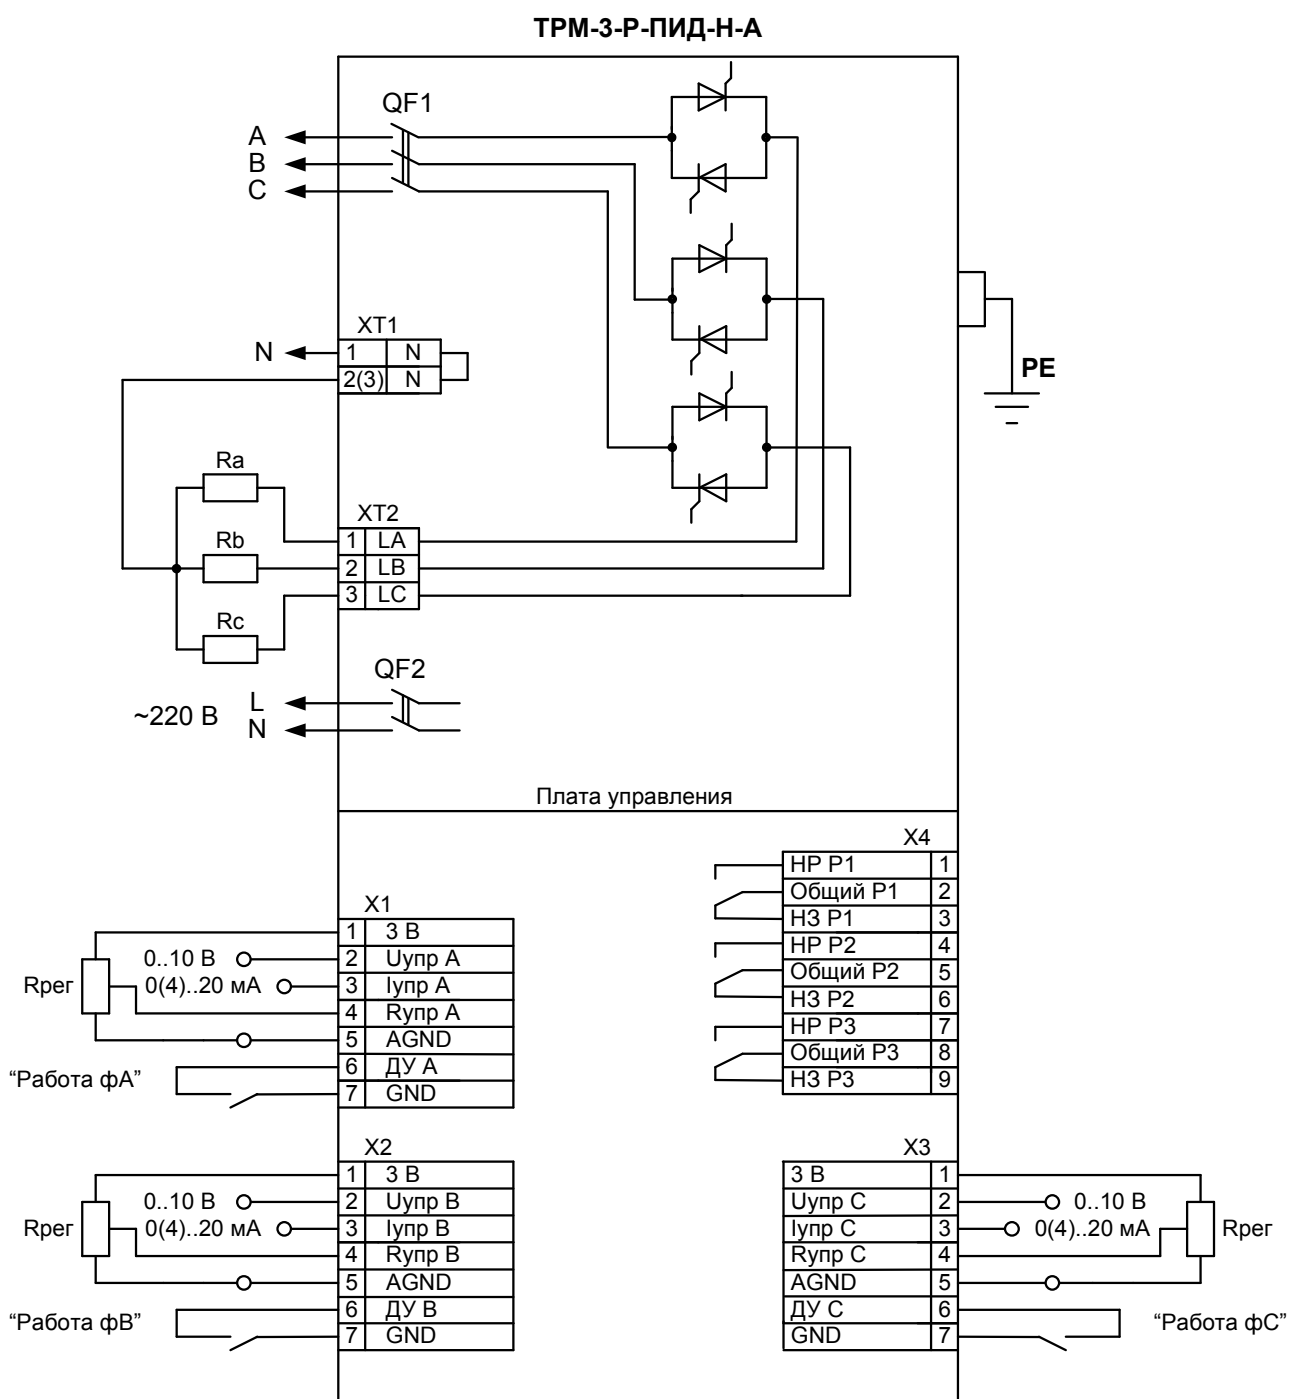 ТРМ-3-Р-ПИД-Н-А
QF1
A
B
C
XT1
N
1 N
2(3) N
PE
Ra
XT2
1 LA
Rb
2 LB
3 LC
Rc
QF2
~220 В
L
N
Плата управления
X4
НР Р1 1
Общий Р1 2
НЗ Р1 3
НР Р2 4
Общий Р2 5
НЗ Р2 6
НР Р3 7
Общий Р3 8
НЗ Р3 9
X1
1 3 В
0..10 В 2 Uупр А
Rрег 0(4)..20 мА 3 Iупр А
4 Rупр А
5 AGND
“Работа фА” 6 ДУ А
7 GND
X2
1 3 В
0..10 В 2 Uупр В
Rрег 0(4)..20 мА 3 Iупр В
4 Rупр В
5 AGND
“Работа фВ” 6 ДУ В
7 GND
X3
3 В 1
Uупр С 2 0..10 В
Iупр С 3 0(4)..20 мА Rрег
Rупр С 4
AGND 5
ДУ С 6 “Работа фС”
GND 7